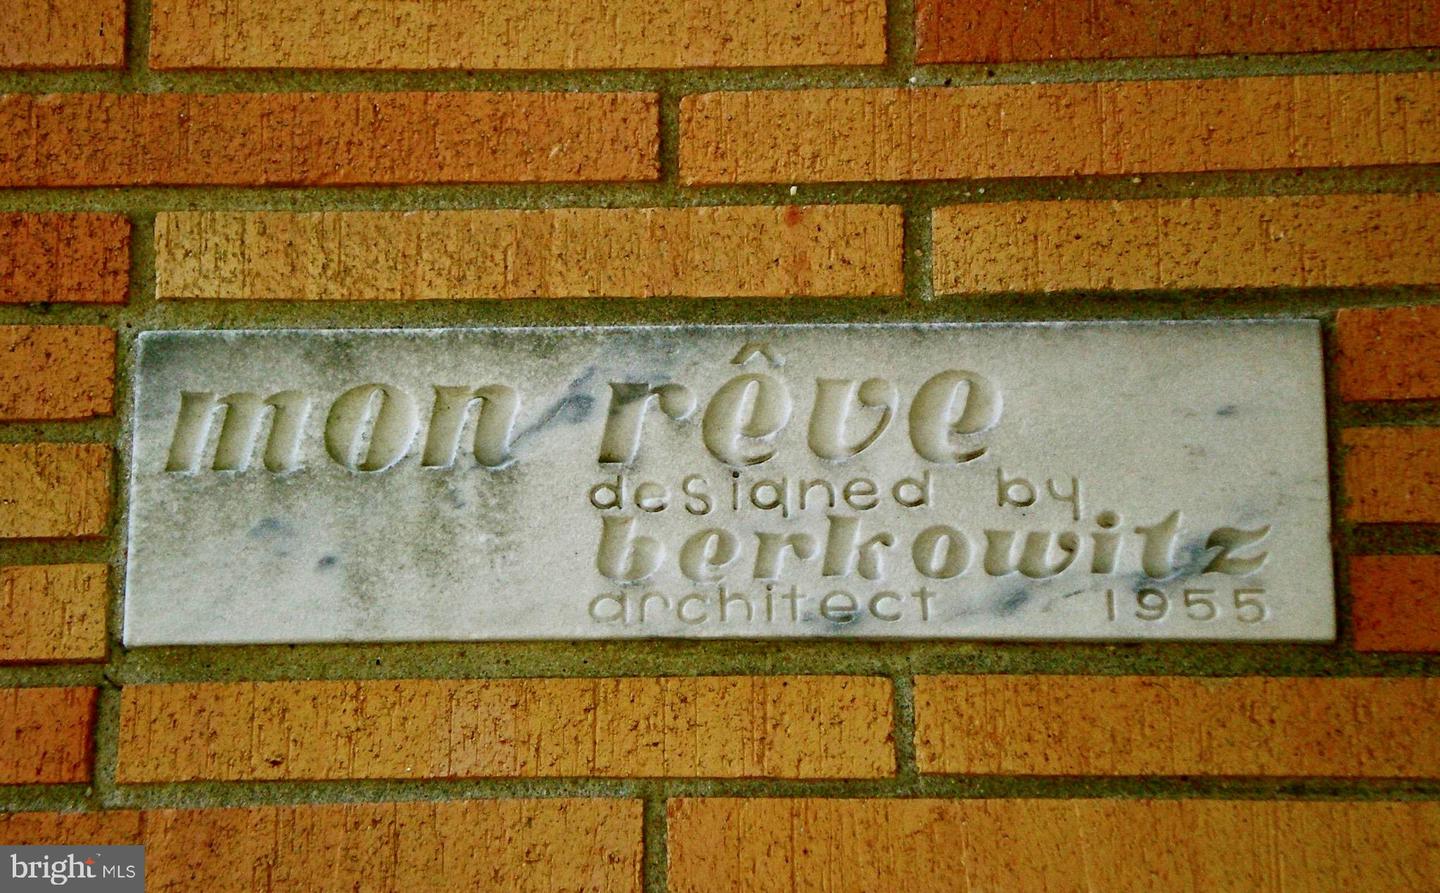 mon rêve
designed by
berkowitz
architect 1955
bright MLS